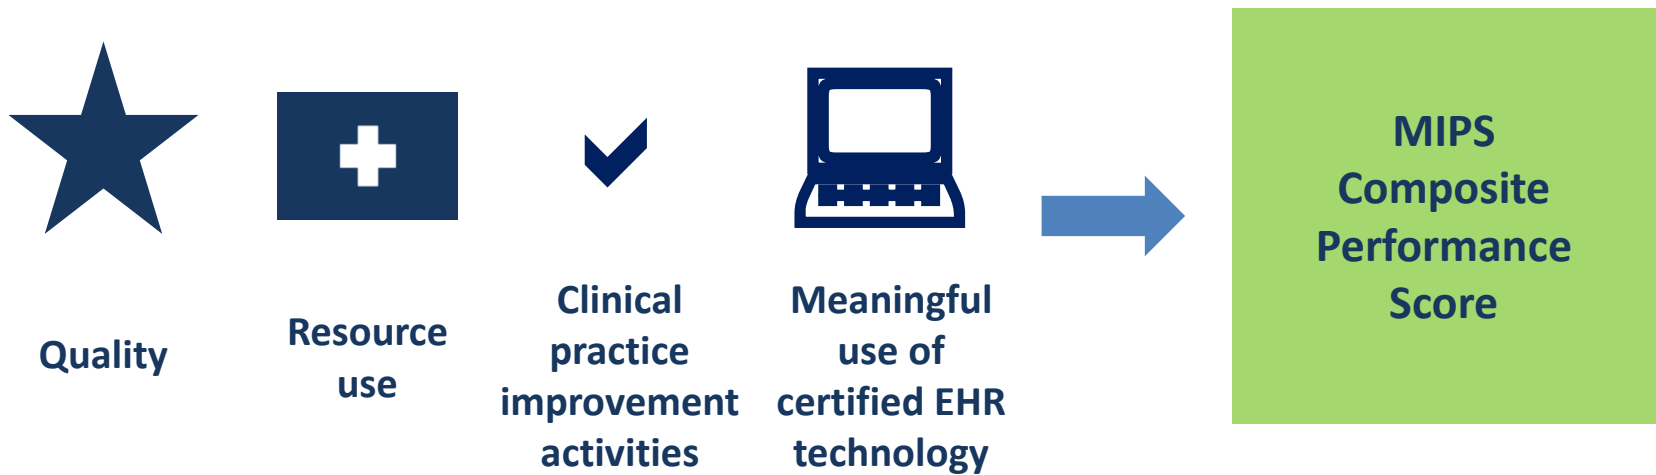 Quality
Resource
use
Clinical
practice
improvement
activities
Meaningful
use of
certified EHR
technology
MIPS
Composite
Performance
Score